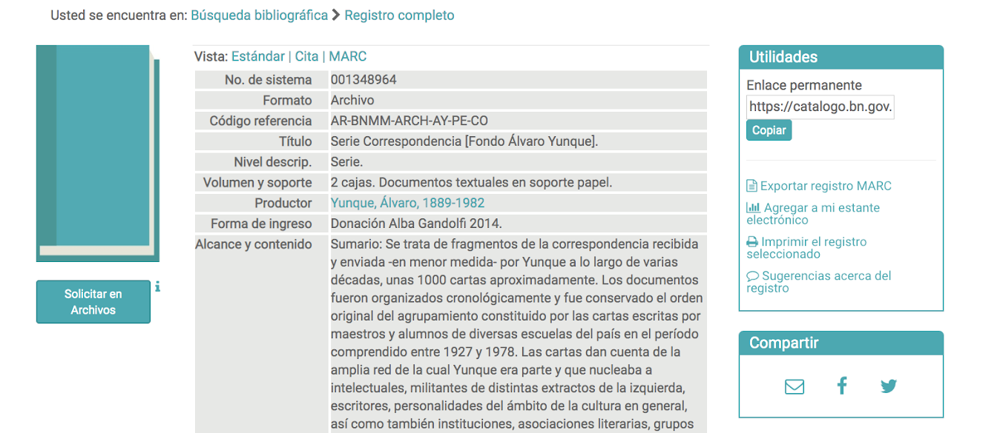 Usted se encuentra en: Búsqueda bibliográfica > Registro completo
Solicitar en
Archivos
Vista: Estándar | Cita | MARC
No. de sistema 001348964
Formato Archivo
Código referencia AR-BNMM-ARCH-AY-PE-CO
Título Serie Correspondencia [Fondo Álvaro Yunque].
Nivel descrip. Serie.
Volumen y soporte 2 cajas. Documentos textuales en soporte papel.
Productor Yunque, Álvaro, 1889-1982
Forma de ingreso Donación Alba Gandolfi 2014.
Alcance y contenido Sumario: Se trata de fragmentos de la correspondencia recibida
y enviada -en menor medida- por Yunque a lo largo de varias
décadas, unas 1000 cartas aproximadamente. Los documentos
fueron organizados cronológicamente y fue conservado el orden
original del agrupamiento constituido por las cartas escritas por
maestros y alumnos de diversas escuelas del país en el período
comprendido entre 1927 y 1978. Las cartas dan cuenta de la
amplia red de la cual Yunque era parte y que nucleaba a
intelectuales, militantes de distintas extractos de la izquierda,
escritores, personalidades del ámbito de la cultura en general,
así como también instituciones, asociaciones literarias, grupos
Utilidades
Enlace permanente
https://catalogo.bn.gov.
Copiar
Exportar registro MARC
Agregar a mi estante
electrónico
Imprimir el registro
seleccionado
Sugerencias acerca del
registro
Compartir